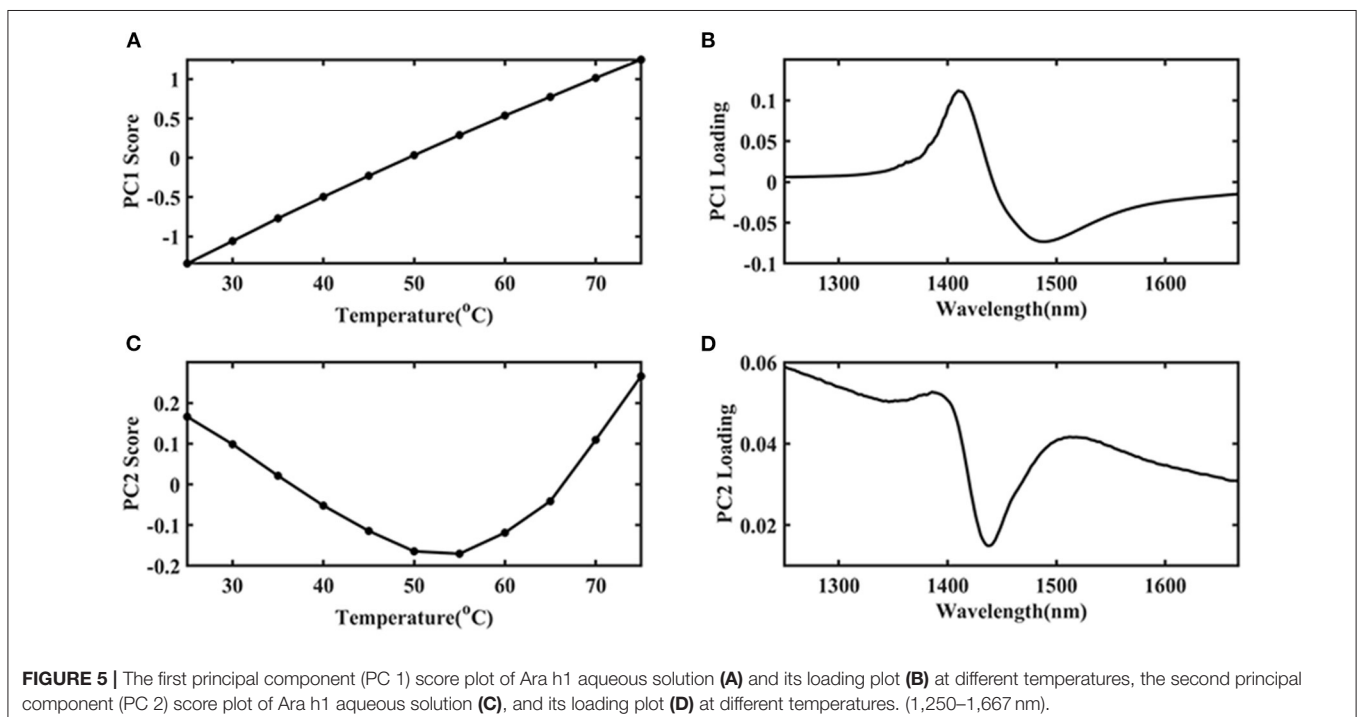 A
PC1 Score
1
0.5
0
-0.5
-1
30 40 50 60 70
Temperature(°C)
B
PC1 Loading
0.1
0.05
0
-0.05
-0.1
1300 1400 1500 1600
Wavelength(nm)
C
PC2 Score
0.2
0.1
0
-0.1
-0.2
30 40 50 60 70
Temperature(°C)
D
PC2 Loading
0.06
0.04
0.02
1300 1400 1500 1600
Wavelength(nm)
FIGURE 5 | The first principal component (PC 1) score plot of Ara h1 aqueous solution (A) and its loading plot (B) at different temperatures, the second principal
component (PC 2) score plot of Ara h1 aqueous solution (C), and its loading plot (D) at different temperatures. (1,250–1,667 nm).